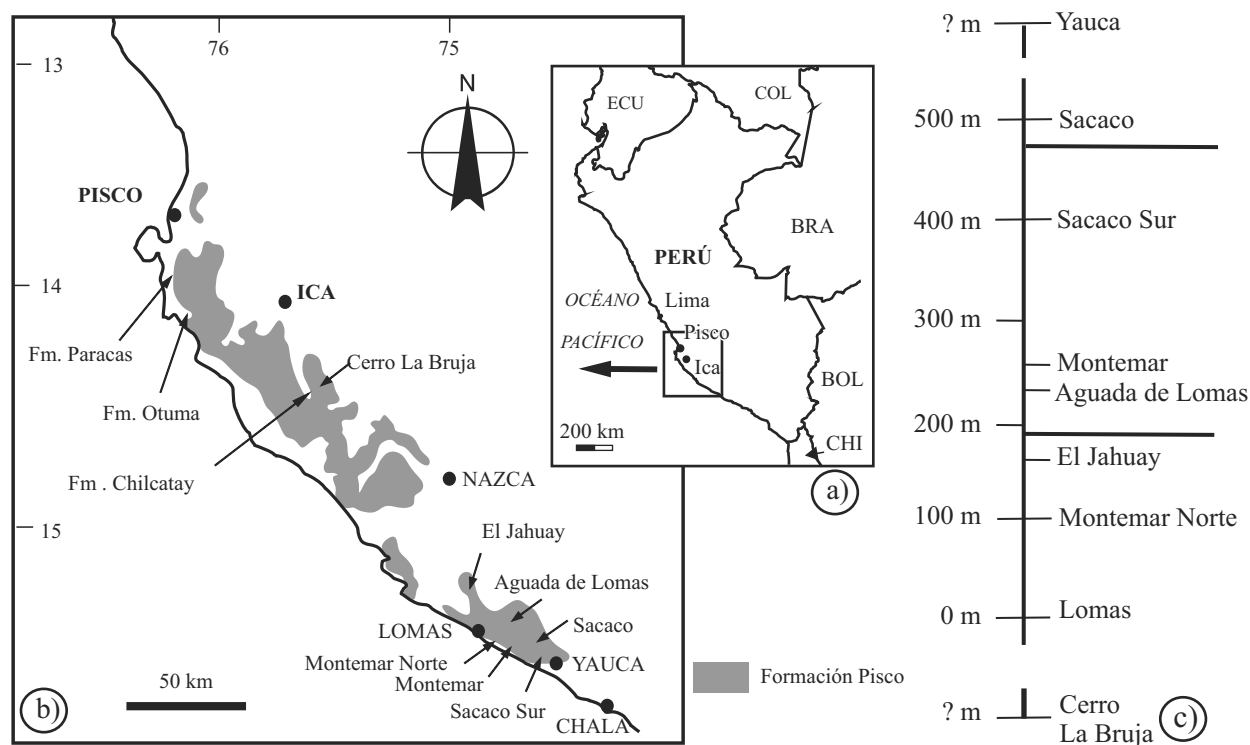 76
75
13
14
15
N
PISCO
ICA
Fm. Paracas
Fm. Otuma
Cerro La Bruja
Fm . Chilcatay
NAZCA
El Jahuay
Aguada de Lomas
LOMAS
Sacaco
Montemar Norte
YAUCA
Montemar
Sacaco Sur
CHALA
50 km
b)
Formación Pisco
ECU
COL
BRA
PERÚ
OCÉANO
Lima
PACÍFICO
Pisco
Ica
BOL
200 km
CHI
a)
? m
Yauca
500 m
Sacaco
400 m
Sacaco Sur
300 m
Montemar
Aguada de Lomas
200 m
El Jahuay
100 m
Montemar Norte
0 m
Lomas
? m
Cerro
La Bruja
c)